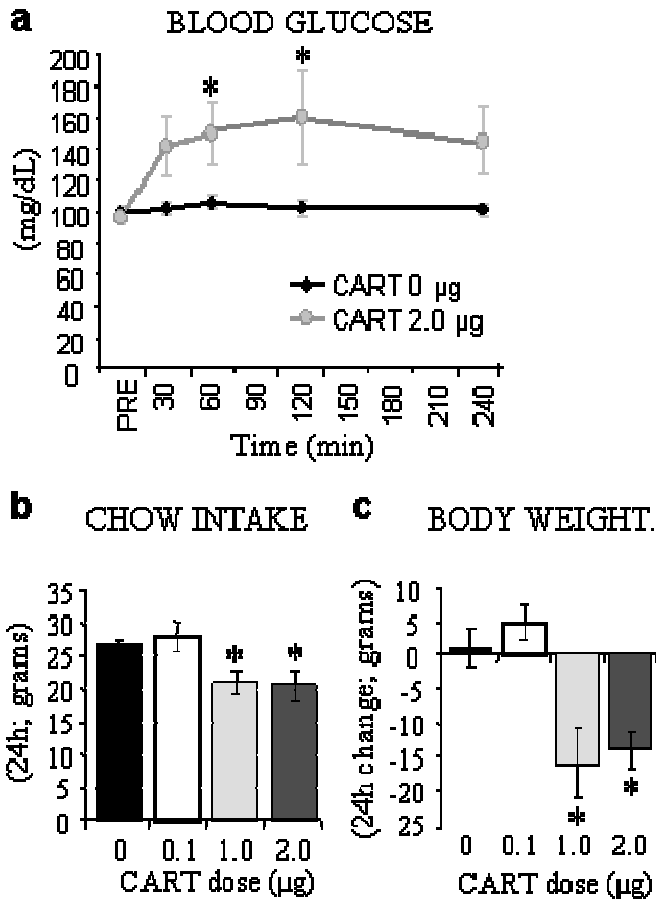 a BLOOD GLUCOSE
200
180
160
140
120
100
80
60
40
20
0
(mg/dL)
* *
CART 0 µg
CART 2.0 µg
PRE 30 60 90 120 150 180 210 240
Time (min)
b CHOW INTAKE
35
30
25
20
15
10
5
0
(24h; grams)
* *
0 0.1 1.0 2.0
CART dose (µg)
c BODY WEIGHT.
10
5
0
-5
-10
-15
-20
25
(24h change; grams)
* *
0 0.1 1.0 2.0
CART dose (µg)